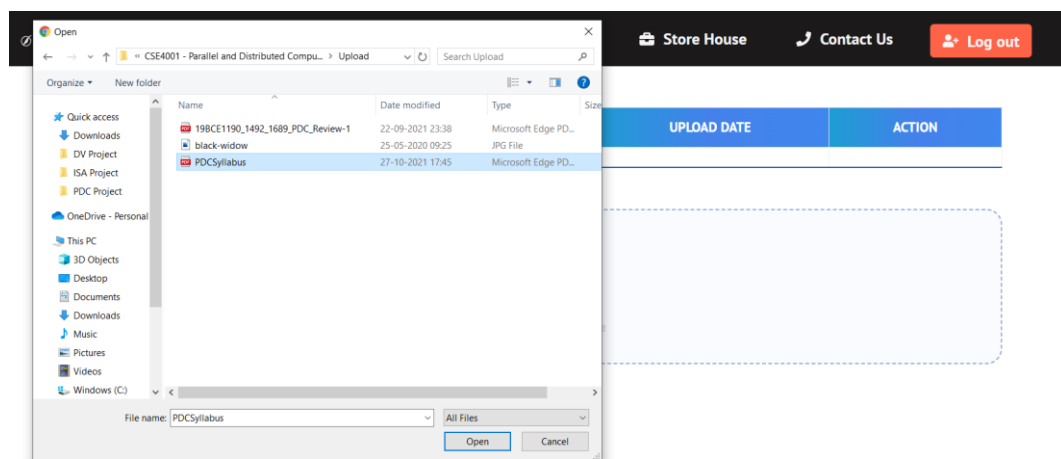 Open
Store House
Contact Us
Log out
« CSE4001 - Parallel and Distributed Compu... > Upload
Search Upload
Organize
New folder
Name
Date modified
Type
Size
UPLOAD DATE
ACTION
Quick access
Downloads
DV Project
ISA Project
PDC Project
OneDrive - Personal
This PC
3D Objects
Desktop
Documents
Downloads
Music
Pictures
Videos
Windows (C:)
19BCE1190_1492_1689_PDC_Review-1 22-09-2021 23:38 Microsoft Edge PD...
black-widow 25-05-2020 09:25 JPG File
PDCSyllabus 27-10-2021 17:45 Microsoft Edge PD...
File name: PDCSyllabus
All Files
Open
Cancel